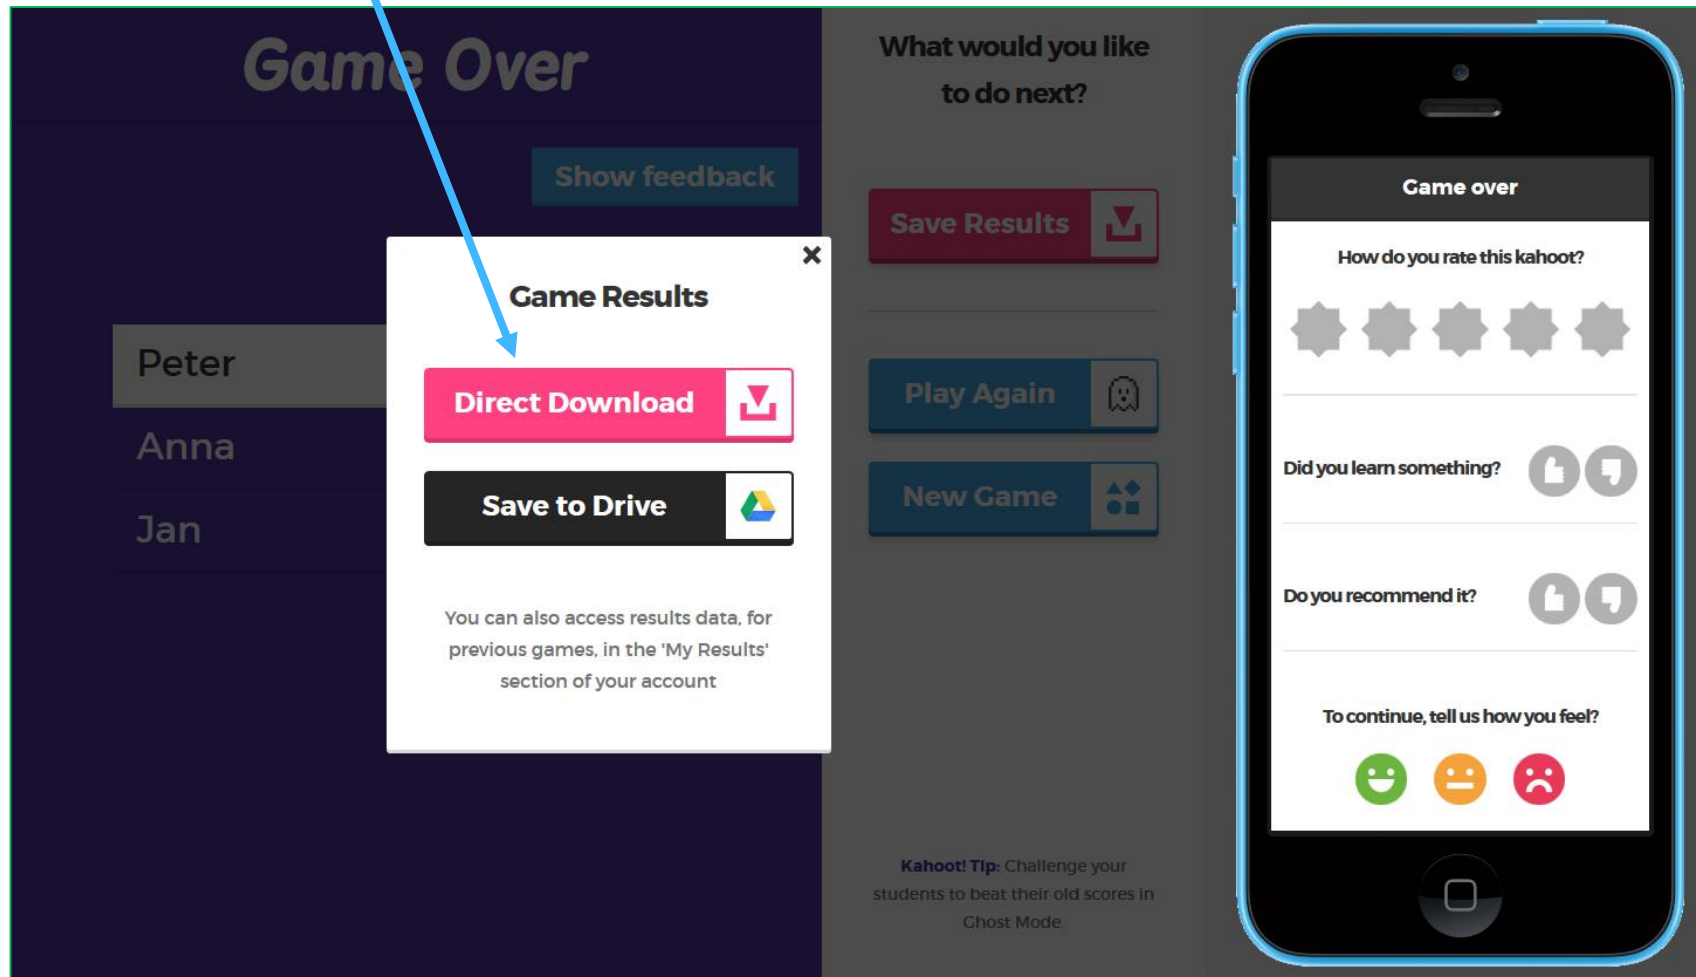 Game Over
Show feedback
Peter
Anna
Jan
Game Results
Direct Download
Save to Drive
You can also access results data, for
previous games, in the 'My Results'
section of your account
What would you like
to do next?
Save Results
Play Again
New Game
Kahoot! Tip: Challenge your
students to beat their old scores in
Ghost Mode.
Game over
How do you rate this kahoot?
Did you learn something?
Do you recommend it?
To continue, tell us how you feel?